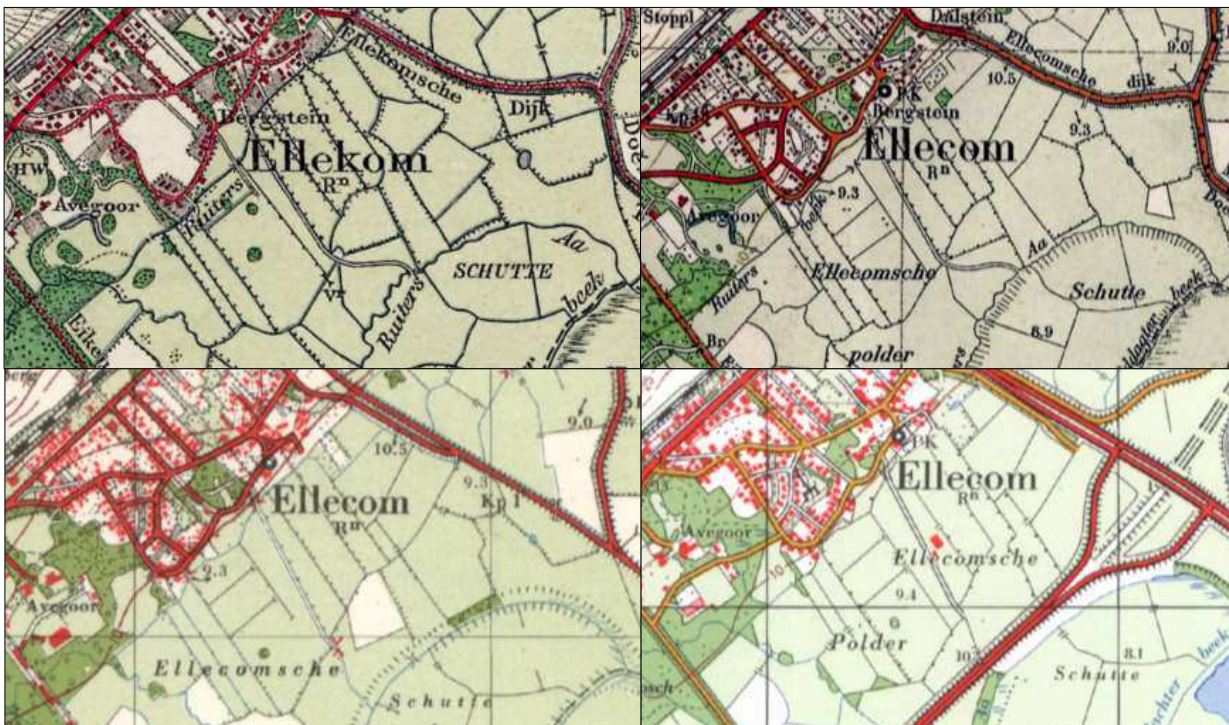 Ellekomsche
Dijk
Bergstein
Ellekom
Rn
HW
Avegoor
Ruiters
Aa
SCHUTTE
beek
Vr
Ruiters
Stoppl
Dalstein
Ellecomsche
dijk
9.0
10.5
PK
Bergstein
Ellecom
Rn
9.3
9.3
beek
Avegoor
Ruiters
Ellecomsche
Aa
Schutte
beek
8.9
Br
polder
9.0
10.5
9.3
Kp
Ellecom
Rn
2.3
Avegoor
Ellecomsche
Schutte
PK
Ellecom
Rn
Avegoor
Ellecomsche
9.4
Polder
8.1
Schutte
beek